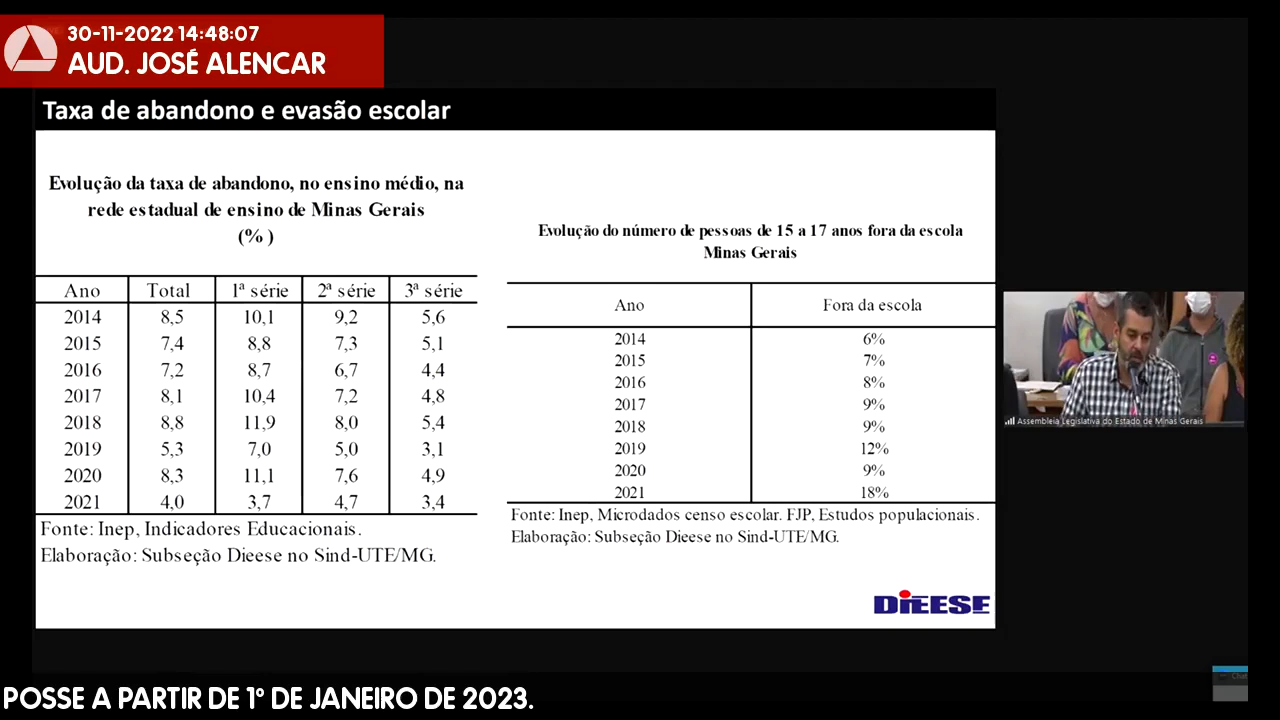 30-11-2022 14:48:07
AUD. JOSÉ ALENCAR
Taxa de abandono e evasão escolar
Evolução da taxa de abandono, no ensino médio, na
rede estadual de ensino de Minas Gerais
(%)
Ano Total 1ª série 2ª série 3ª série
2014 8,5 10,1 9,2 5,6
2015 7,4 8,8 7,3 5,1
2016 7,2 8,7 6,7 4,4
2017 8,1 10,4 7,2 4,8
2018 8,8 11,9 8,0 5,4
2019 5,3 7,0 5,0 3,1
2020 8,3 11,1 7,6 4,9
2021 4,0 3,7 4,7 3,4
Fonte: Inep, Indicadores Educacionais.
Elaboração: Subseção Dieese no Sind-UTE/MG.
Evolução do número de pessoas de 15 a 17 anos fora da escola
Minas Gerais
Ano Fora da escola
2014 6%
2015 7%
2016 8%
2017 9%
2018 9%
2019 12%
2020 9%
2021 18%
Fonte: Inep, Microdados censo escolar. FJP, Estudos populacionais.
Elaboração: Subseção Dieese no Sind-UTE/MG.
DIEESE
Assembleia Legislativa do Estado de Minas Gerais
Chat
POSSE A PARTIR DE 1º DE JANEIRO DE 2023.